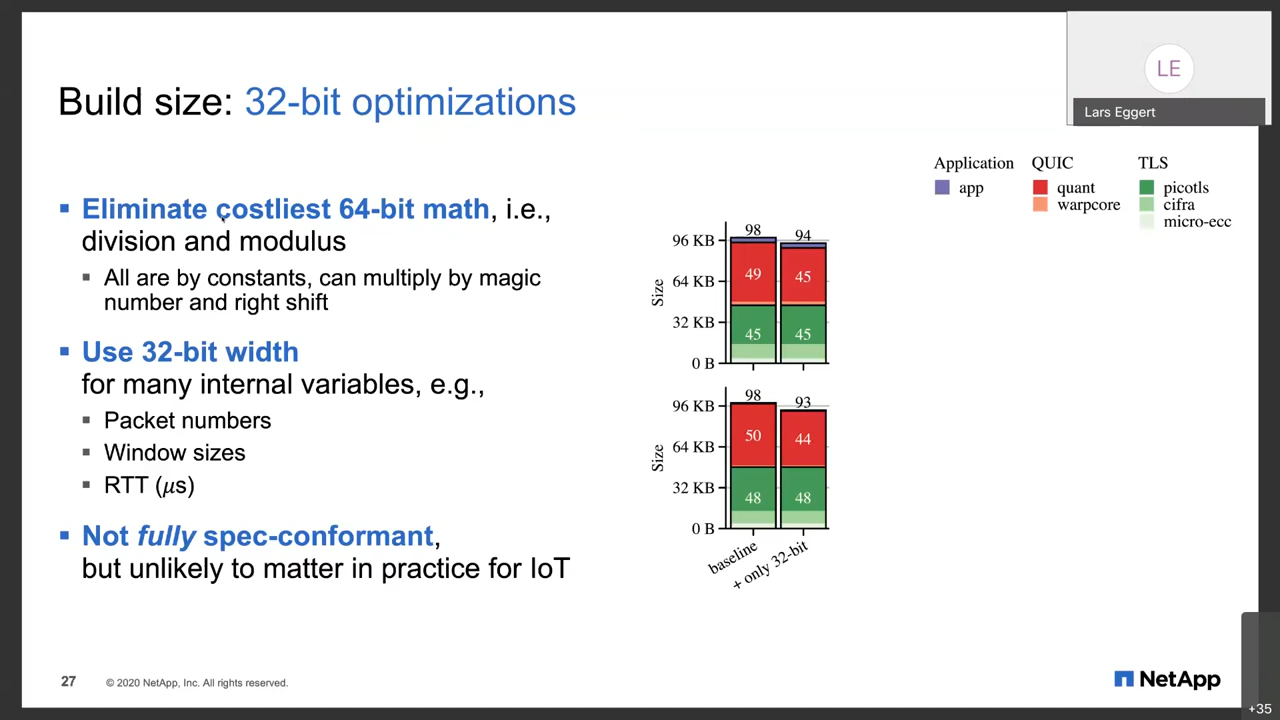 Build size: 32-bit optimizations
LE
Lars Eggert
▪ Eliminate costliest 64-bit math, i.e.,
division and modulus
▪ All are by constants, can multiply by magic
number and right shift
▪ Use 32-bit width
for many internal variables, e.g.,
▪ Packet numbers
▪ Window sizes
▪ RTT (μs)
▪ Not fully spec-conformant,
but unlikely to matter in practice for IoT
Application QUIC TLS
app quant picotls
warpcore cifra
micro-ecc
98 94
96 KB
49 45
64 KB
Size
32 KB
45 45
0 B
98 93
96 KB
50 44
64 KB
Size
32 KB
48 48
0 B
baseline
+ only 32-bit
27 © 2020 NetApp, Inc. All rights reserved.
NetApp
+35